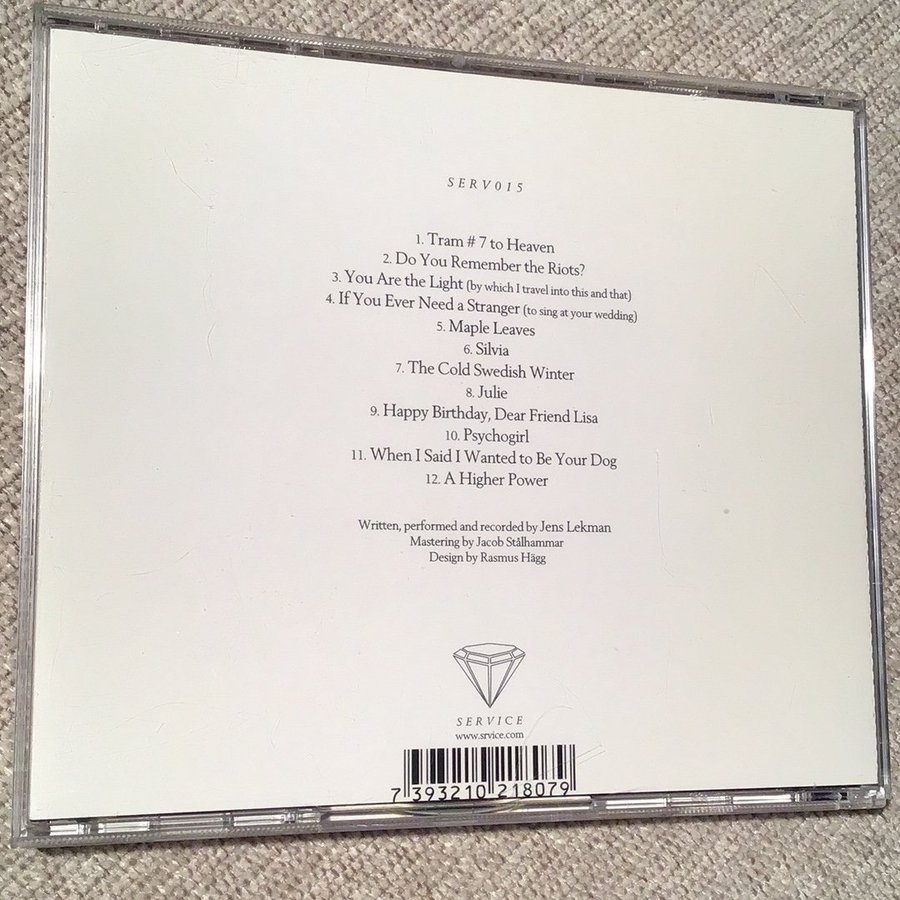 SERV015
1. Tram # 7 to Heaven
2. Do You Remember the Riots?
3. You Are the Light (by which I travel into this and that)
4. If You Ever Need a Stranger (to sing at your wedding)
5. Maple Leaves
6. Silvia
7. The Cold Swedish Winter
8. Julie
9. Happy Birthday, Dear Friend Lisa
10. Psychogirl
11. When I Said I Wanted to Be Your Dog
12. A Higher Power
Written, performed and recorded by Jens Lekman
Mastering by Jacob Stålhammar
Design by Rasmus Hägg
SERVICE
www.srvice.com
7 393210 218079